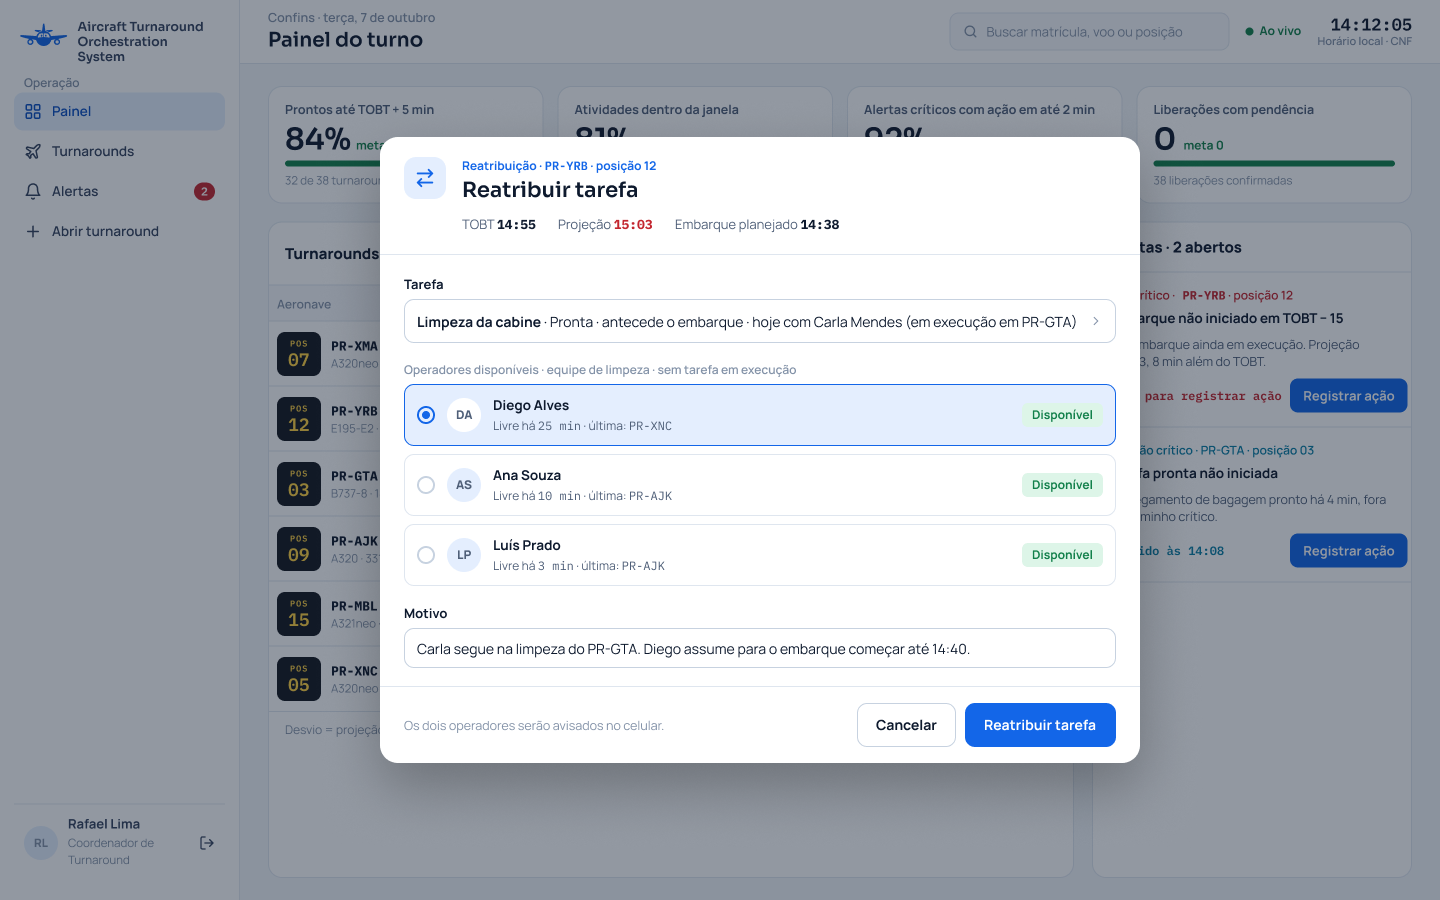 Aircraft Turnaround
Orchestration
System
Operação
Painel
Turnarounds
Alertas 2
Abrir turnaround
RL
Rafael Lima
Coordenador de
Turnaround
Confins · terça, 7 de outubro
Painel do turno
Buscar matrícula, voo ou posição
Ao vivo
14:12:05
Horário local · CNF
Prontos até TOBT + 5 min
84% meta
32 de 38
Atividades dentro da janela
81%
Alertas críticos com ação em até 2 min
92%
Liberações com pendência
0 meta 0
38 liberações confirmadas
Turnarounds
Aeronave
POS
07
PR-XMA
A320neo
POS
12
PR-YRB
E195-E2 ·
POS
03
PR-GTA
B737-8 ·
POS
09
PR-AJK
A320 ·
POS
15
PR-MBL
A321neo
POS
05
PR-XNC
A320neo
Desvio = projeçã
Reatribuição · PR-YRB · posição 12
Reatribuir tarefa
TOBT 14:55 Projeção 15:03 Embarque planejado 14:38
Tarefa
Limpeza da cabine · Pronta · antecede o embarque · hoje com Carla Mendes (em execução em PR-GTA)
Operadores disponíveis · equipe de limpeza · sem tarefa em execução
DA
Diego Alves
Livre há 25 min · última: PR-XNC
Disponível
AS
Ana Souza
Livre há 10 min · última: PR-AJK
Disponível
LP
Luís Prado
Livre há 3 min · última: PR-AJK
Disponível
Motivo
Carla segue na limpeza do PR-GTA. Diego assume para o embarque começar até 14:40.
Os dois operadores serão avisados no celular.
Cancelar
Reatribuir tarefa
tas · 2 abertos
rítico · PR-YRB · posição 12
arque não iniciado em TOBT – 15
mbarque ainda em execução. Projeção
3, 8 min além do TOBT.
para registrar ação
Registrar ação
ão crítico · PR-GTA · posição 03
fa pronta não iniciada
gamento de bagagem pronto há 4 min, fora
minho crítico.
ido às 14:08
Registrar ação